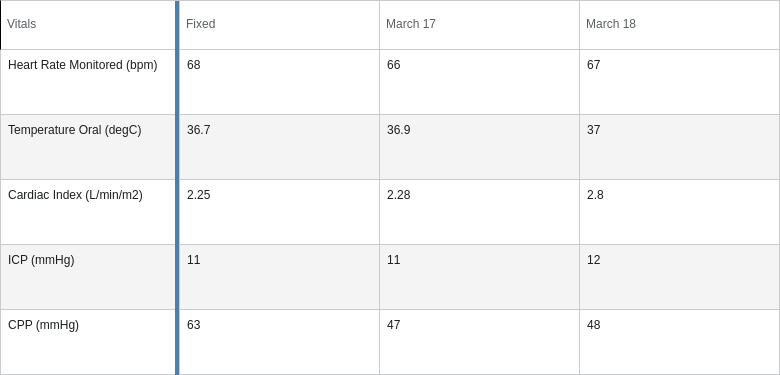 Vitals Fixed March 17 March 18
Heart Rate Monitored (bpm) 68 66 67
Temperature Oral (degC) 36.7 36.9 37
Cardiac Index (L/min/m2) 2.25 2.28 2.8
ICP (mmHg) 11 11 12
CPP (mmHg) 63 47 48